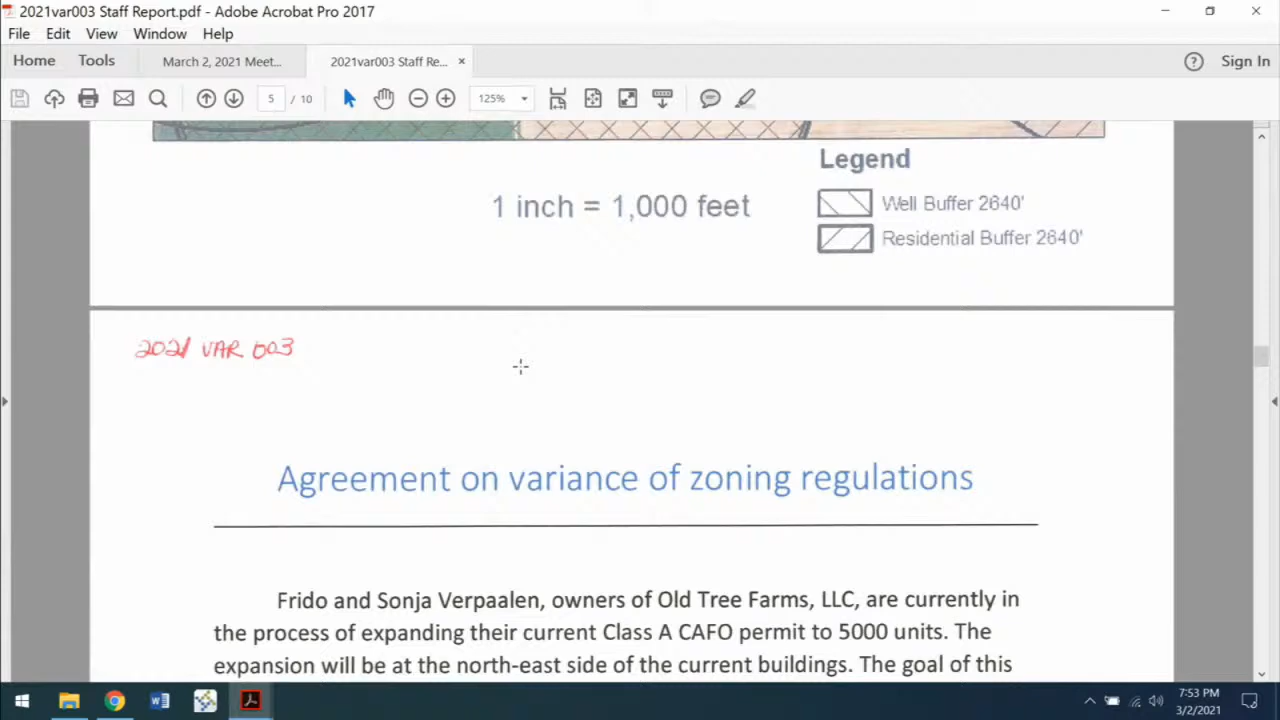 2021var003 Staff Report.pdf - Adobe Acrobat Pro 2017
File Edit View Window Help
Home Tools March 2, 2021 Meet... 2021var003 Staff Re... × Sign In
5 / 10 125%
Legend
1 inch = 1,000 feet
Well Buffer 2640'
Residential Buffer 2640'
2021 VAR 003
Agreement on variance of zoning regulations
Frido and Sonja Verpaalen, owners of Old Tree Farms, LLC, are currently in
the process of expanding their current Class A CAFO permit to 5000 units. The
expansion will be at the north-east side of the current buildings. The goal of this
7:53 PM
3/2/2021